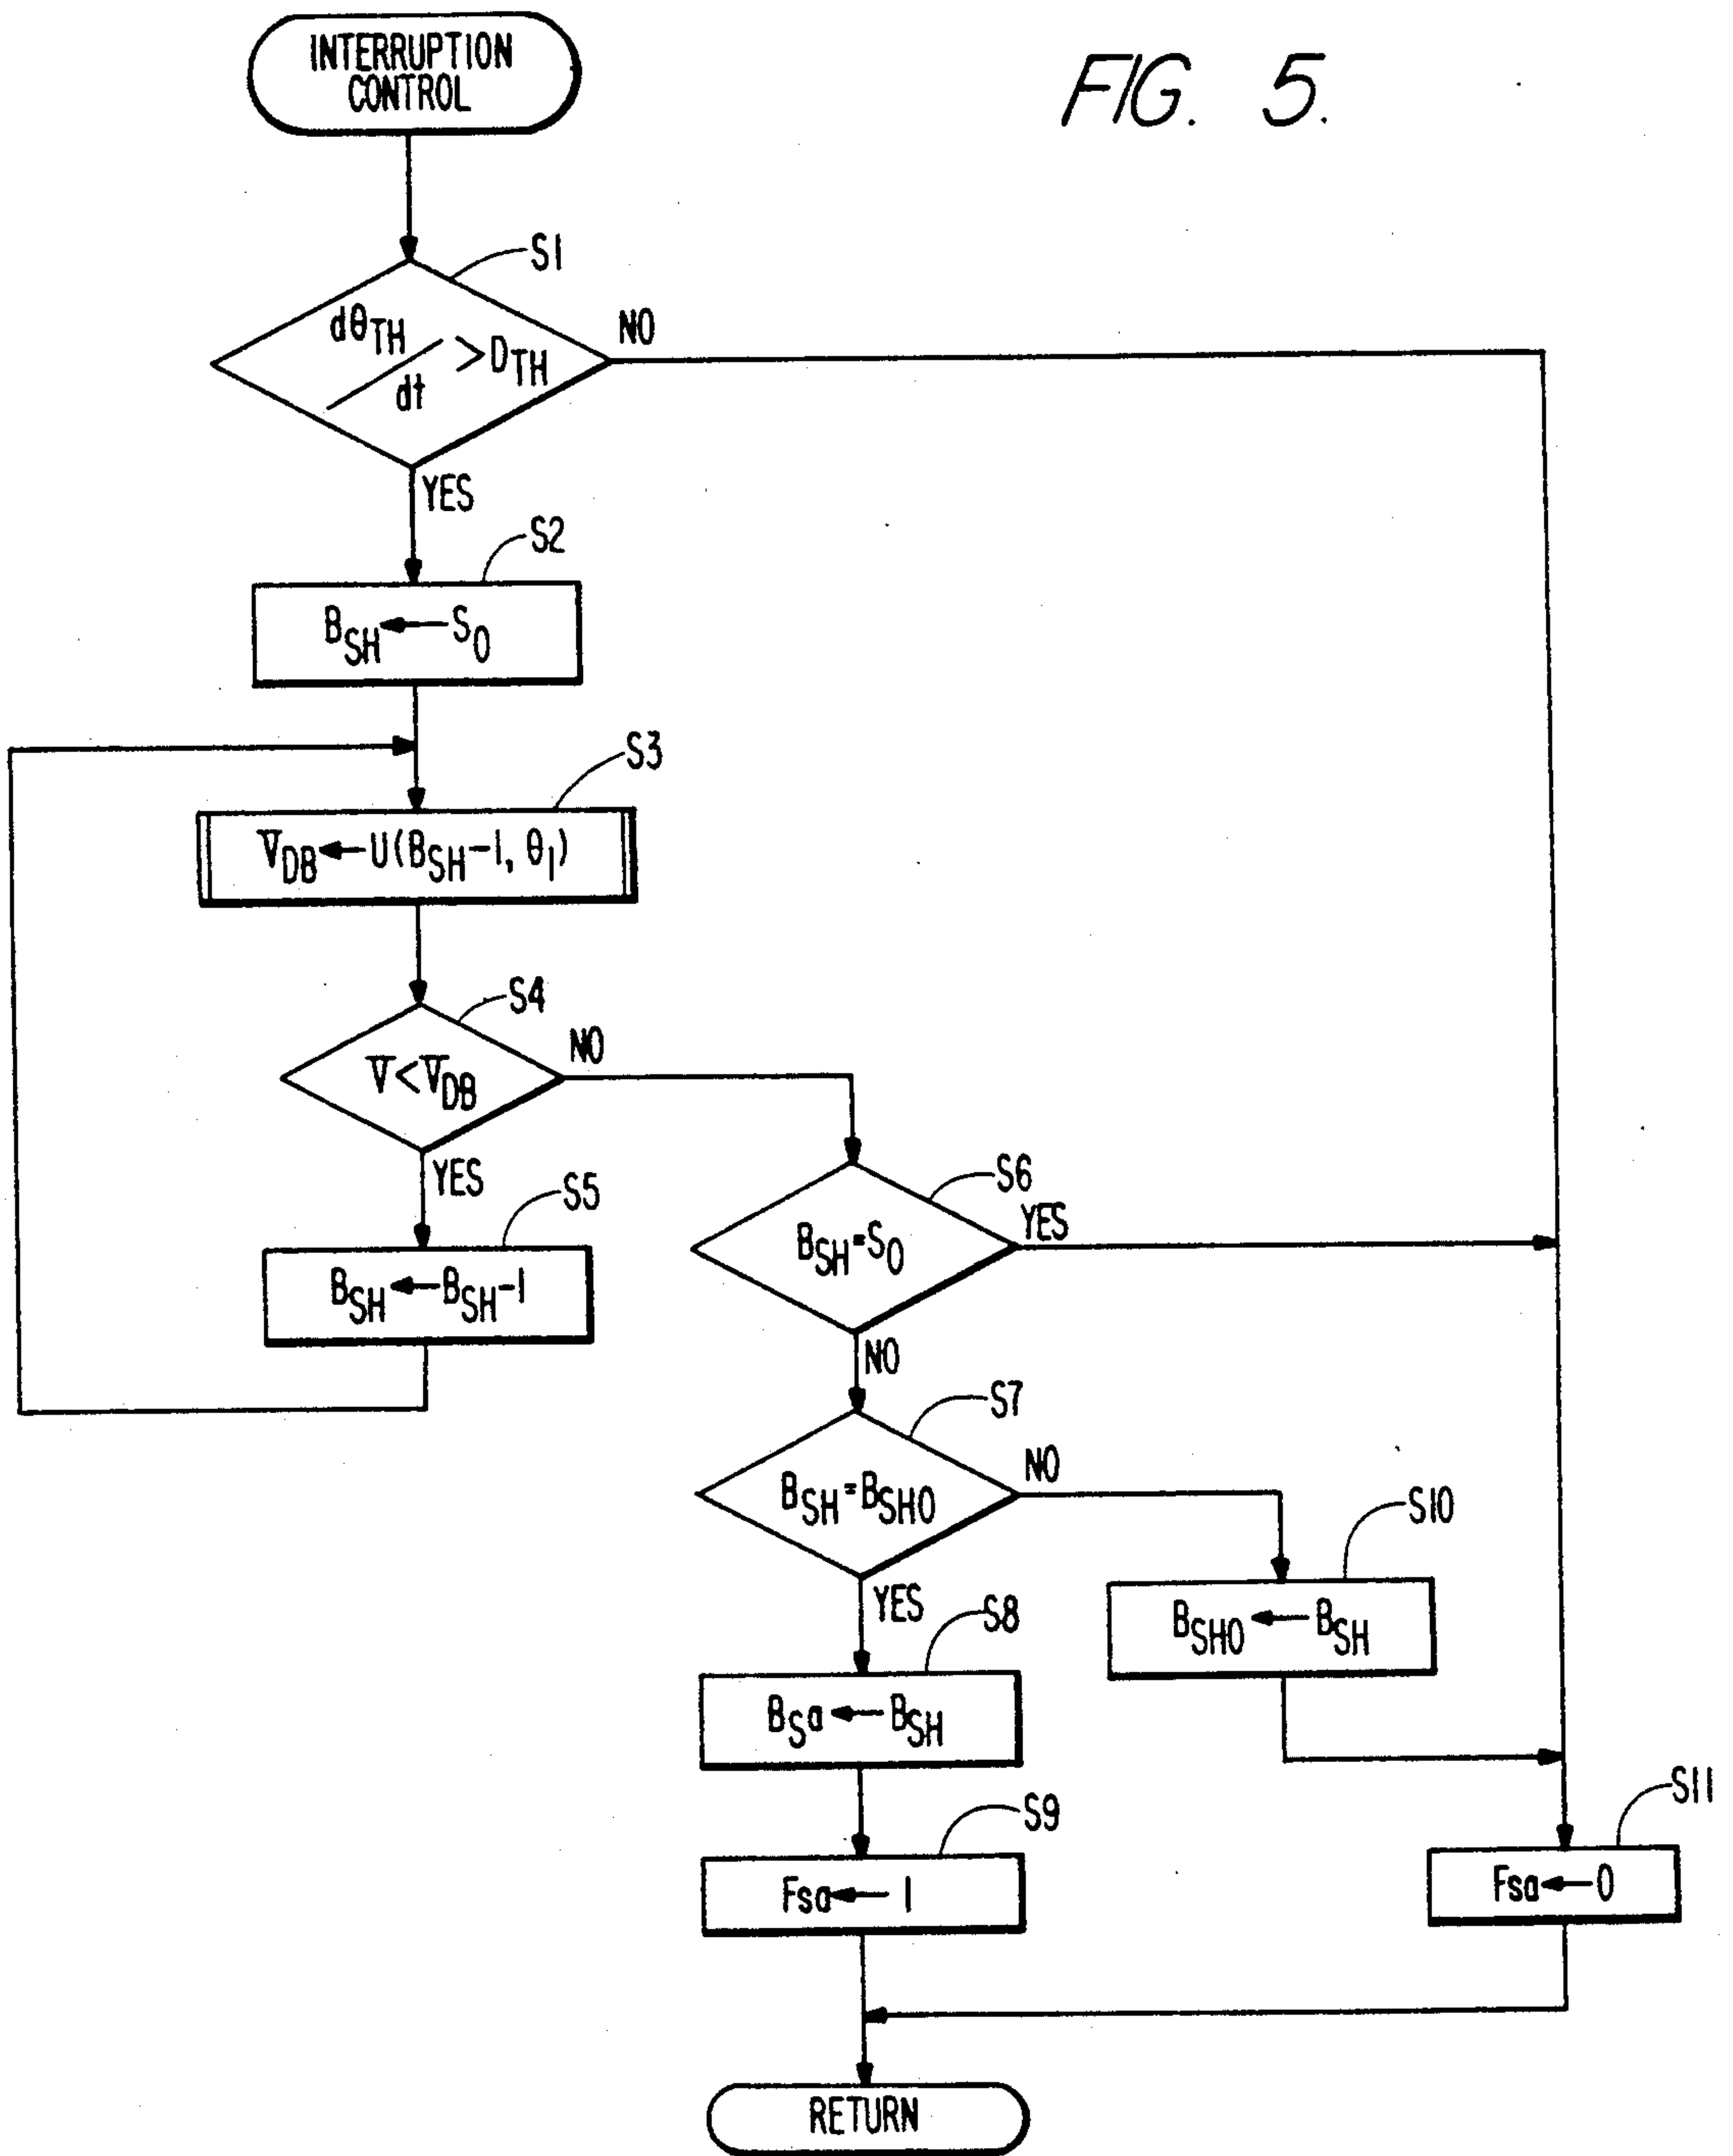 INTERRUPTION
CONTROL
FIG. 5.
S1
dθTH
dt
> DTH
NO
YES
S2
BSH ← S0
S3
VDB ← U(BSH-1, θ1)
S4
V < VDB
NO
YES
S5
BSH ← BSH-1
S6
BSH = S0
YES
NO
S7
BSH = BSH0
NO
YES
S10
BSH0 ← BSH
S8
BSa ← BSH
S9
Fsa ← 1
S11
Fsa ← 0
RETURN